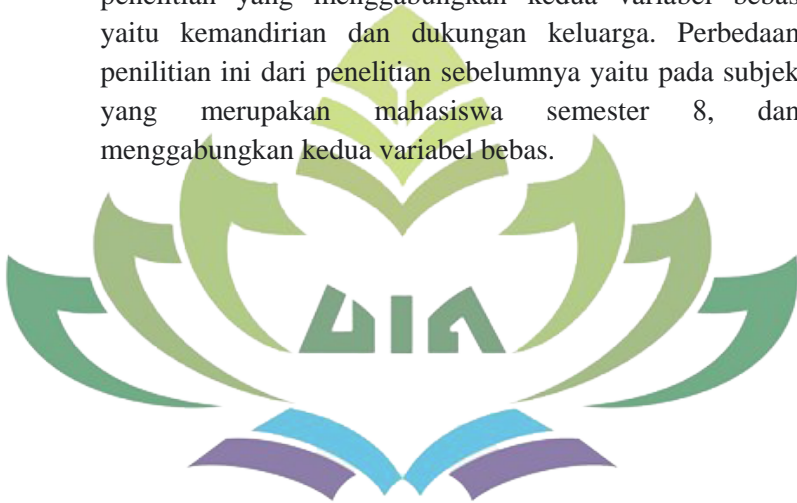 penelitian yang menggabungkan kedua variabel bebas
yaitu kemandirian dan dukungan keluarga. Perbedaan
penilitian ini dari penelitian sebelumnya yaitu pada subjek
yang merupakan mahasiswa semester 8, dan
menggabungkan kedua variabel bebas.
UIN